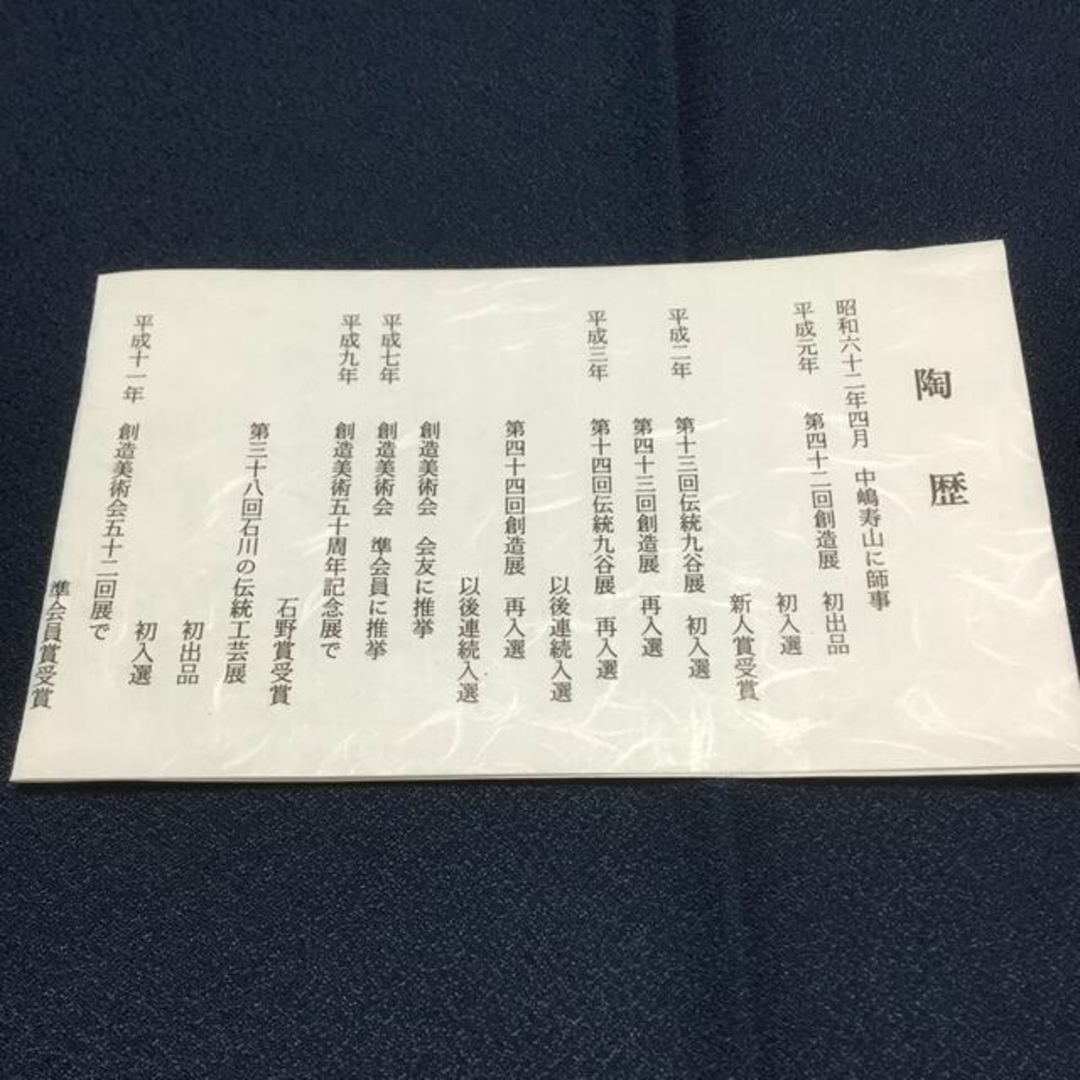 陶歴
昭和六十二年四月　中嶋寿山に師事
平成元年　第四十二回創造展　初出品
初入選
新人賞受賞
平成二年　第十三回伝統九谷展　初入選
第四十三回創造展　再入選
平成三年　第十四回伝統九谷展　再入選
以後連続入選
第四十四回創造展　再入選
以後連続入選
創造美術会　会友に推挙
平成七年　創造美術会　準会員に推挙
平成九年　創造美術五十周年記念展で
石野賞受賞
第三十八回石川の伝統工芸展
初出品
初入選
平成十一年　創造美術会五十二回展で
準会員賞受賞